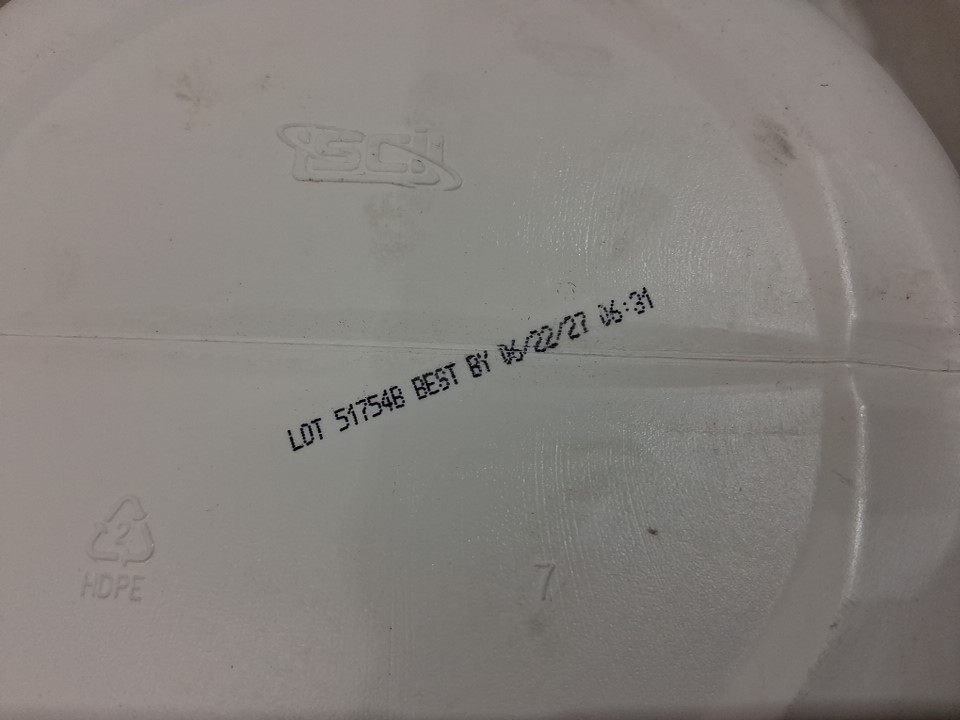 SCI
LOT 51754B BEST BY 06/22/27 06:31
2
HDPE
7